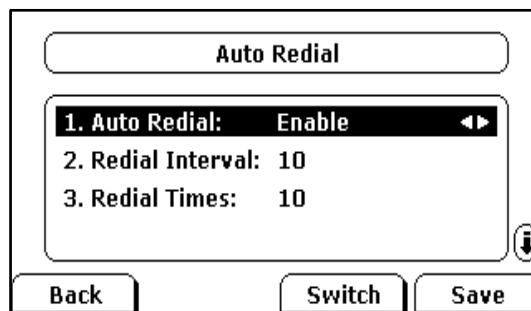 Auto Redial
1. Auto Redial: Enable
2. Redial Interval: 10
3. Redial Times: 10
Back Switch Save